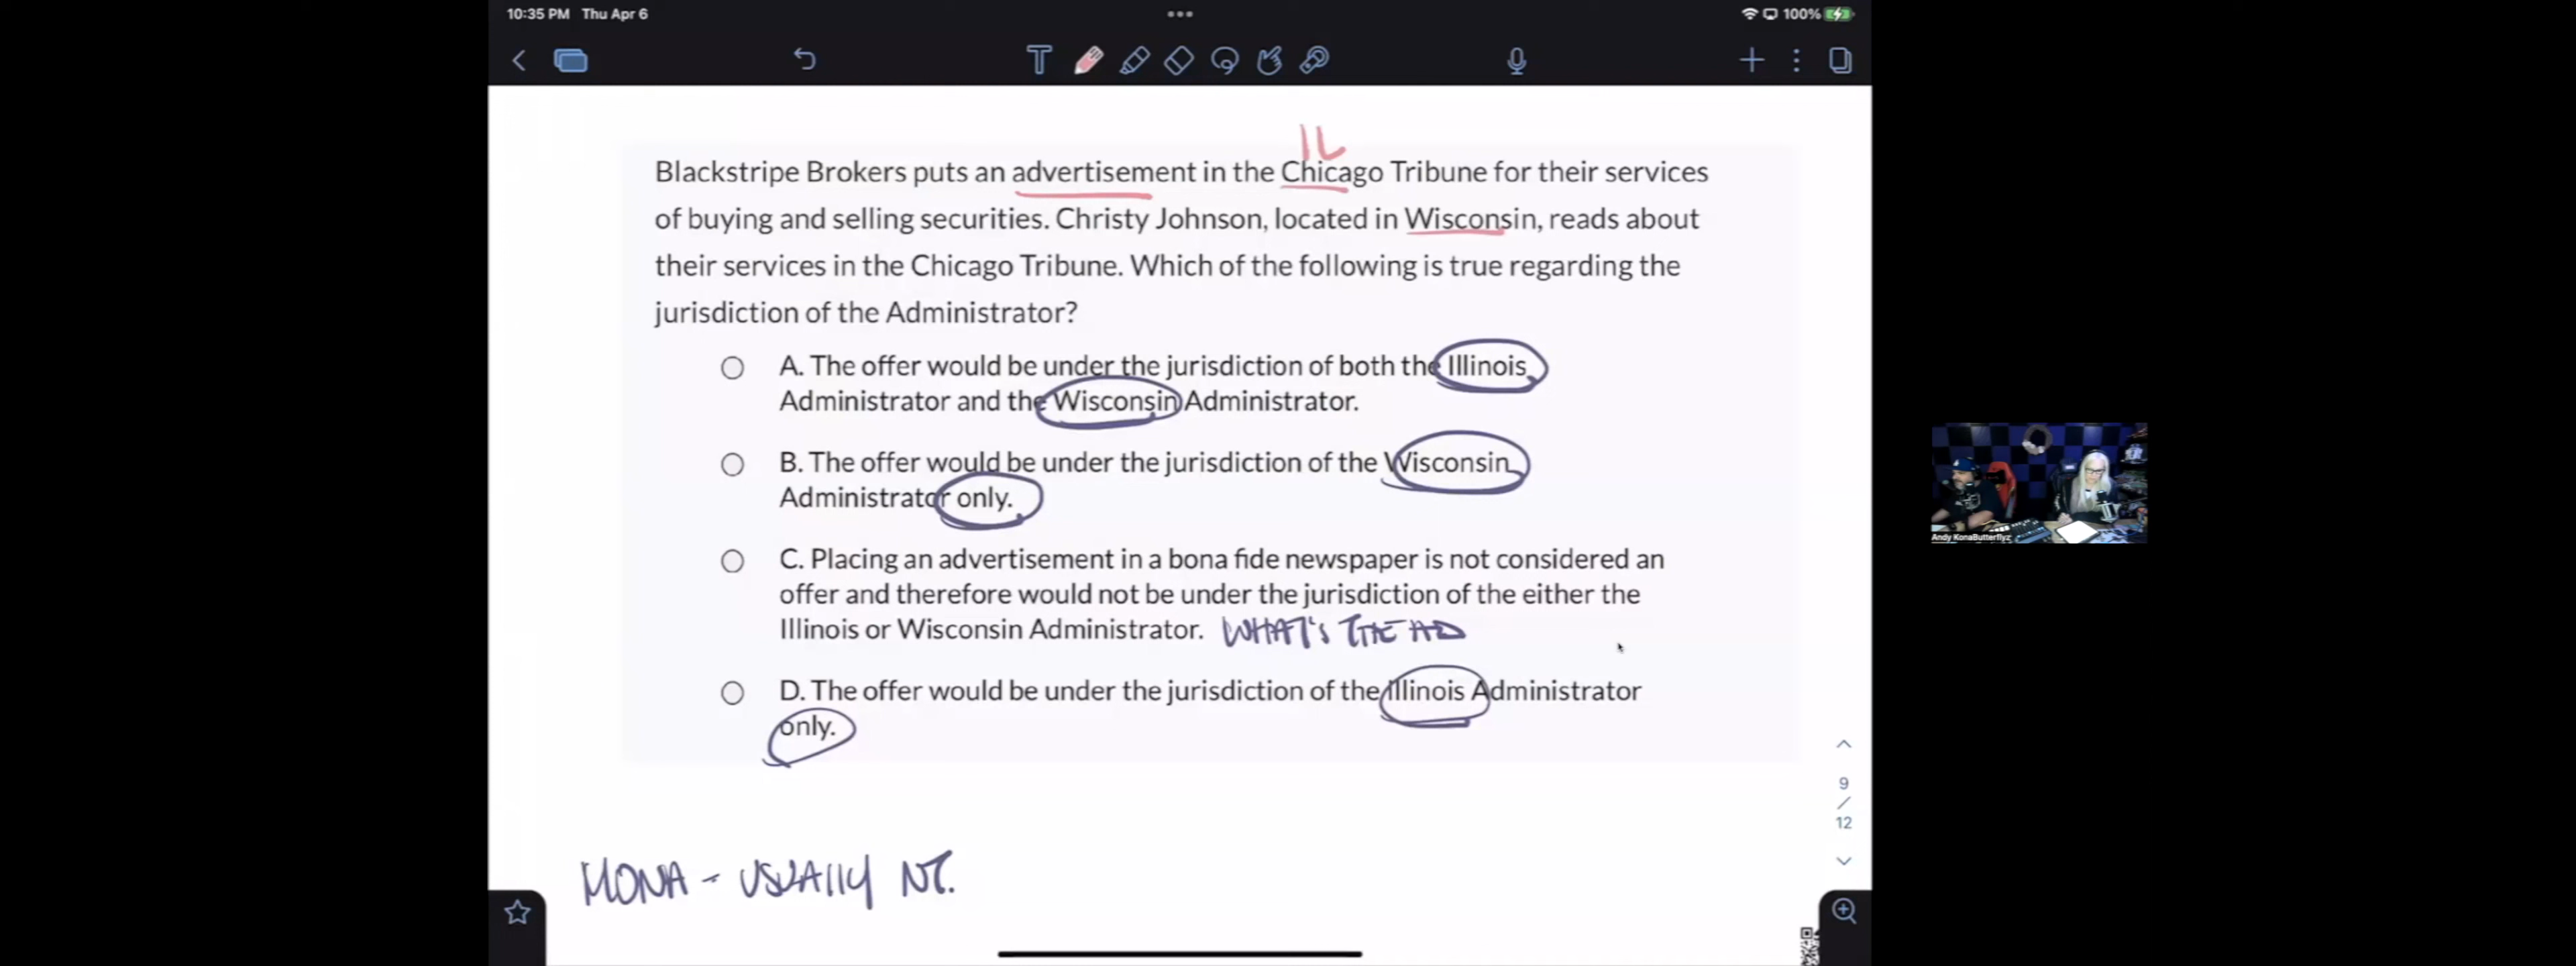 10:35 PM Thu Apr 6
100%
IL
Blackstripe Brokers puts an advertisement in the Chicago Tribune for their services
of buying and selling securities. Christy Johnson, located in Wisconsin, reads about
their services in the Chicago Tribune. Which of the following is true regarding the
jurisdiction of the Administrator?
A. The offer would be under the jurisdiction of both the Illinois
Administrator and the Wisconsin Administrator.
B. The offer would be under the jurisdiction of the Wisconsin
Administrator only.
C. Placing an advertisement in a bona fide newspaper is not considered an
offer and therefore would not be under the jurisdiction of the either the
Illinois or Wisconsin Administrator. WHAT'S THE AD
D. The offer would be under the jurisdiction of the Illinois Administrator
only.
9
/
12
MONA - USUALLY
Andy KonaButterflyz